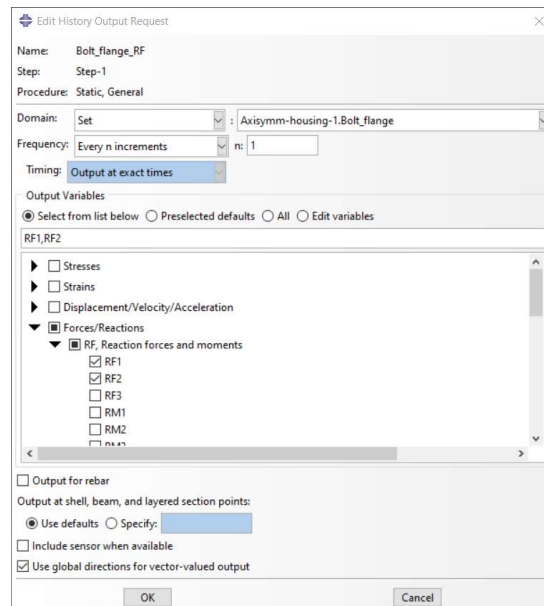 Edit History Output Request
Name: Bolt_flange_RF
Step: Step-1
Procedure: Static, General
Domain: Set : Axisymm-housing-1.Bolt_flange
Frequency: Every n increments n: 1
Timing: Output at exact times
Output Variables
Select from list below Preselected defaults All Edit variables
RF1,RF2
Stresses
Strains
Displacement/Velocity/Acceleration
Forces/Reactions
RF, Reaction forces and moments
RF1
RF2
RF3
RM1
RM2
Output for rebar
Output at shell, beam, and layered section points:
Use defaults Specify:
Include sensor when available
Use global directions for vector-valued output
OK Cancel